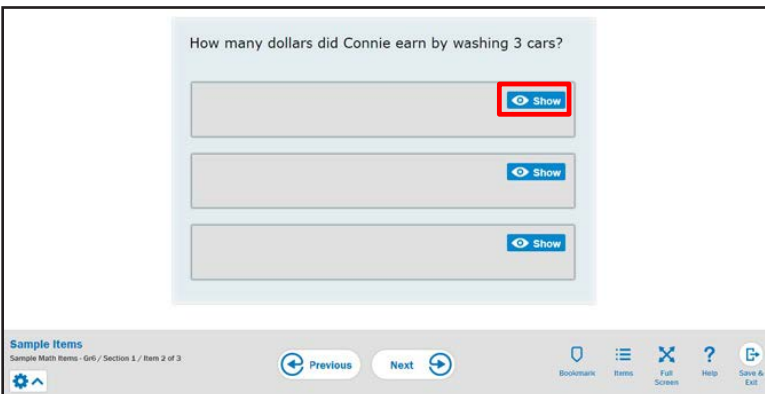 How many dollars did Connie earn by washing 3 cars?
Show
Show
Show
Sample Items
Sample Math Items - Gr6 / Section 1 / Item 2 of 3
Previous
Next
Bookmark
Items
Full Screen
Help
Save & Exit